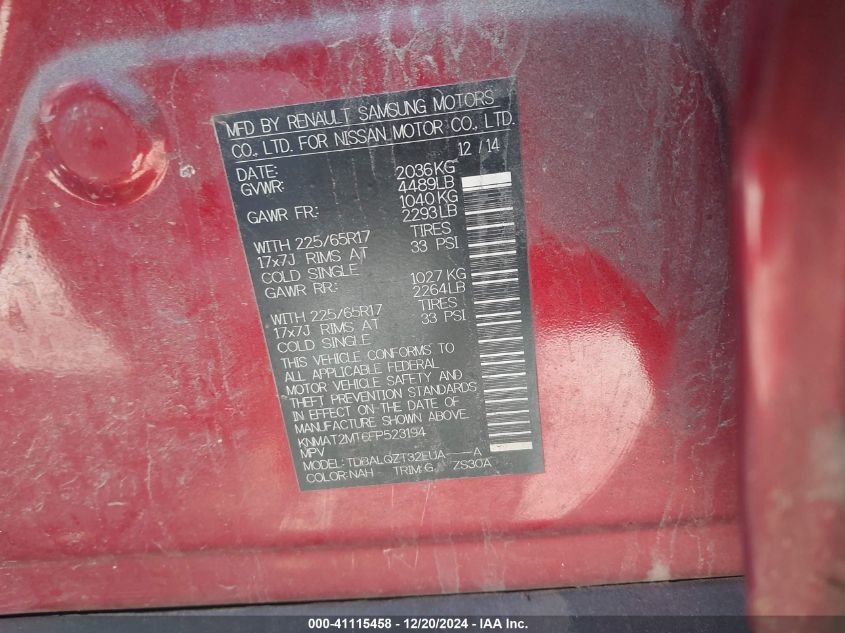 MFD BY RENAULT SAMSUNG MOTORS
CO., LTD. FOR NISSAN MOTOR CO., LTD.
DATE: 12 / 14
GVWR: 2036KG
4489LB
GAWR FR: 1040KG
2293LB
WITH 225/65R17 TIRES
17x7J RIMS AT 33 PSI
COLD SINGLE
GAWR RR: 1027KG
2264LB
WITH 225/65R17 TIRES
17x7J RIMS AT 33 PSI
COLD SINGLE
THIS VEHICLE CONFORMS TO
ALL APPLICABLE FEDERAL
MOTOR VEHICLE SAFETY AND
THEFT PREVENTION STANDARDS
IN EFFECT ON THE DATE OF
MANUFACTURE SHOWN ABOVE.
KNMAT2MT6FP523194
MPV
MODEL: TDBALQZT32EUA----A
COLOR: NAH TRIM: G ZS30A
000-41115458 - 12/20/2024 - IAA Inc.